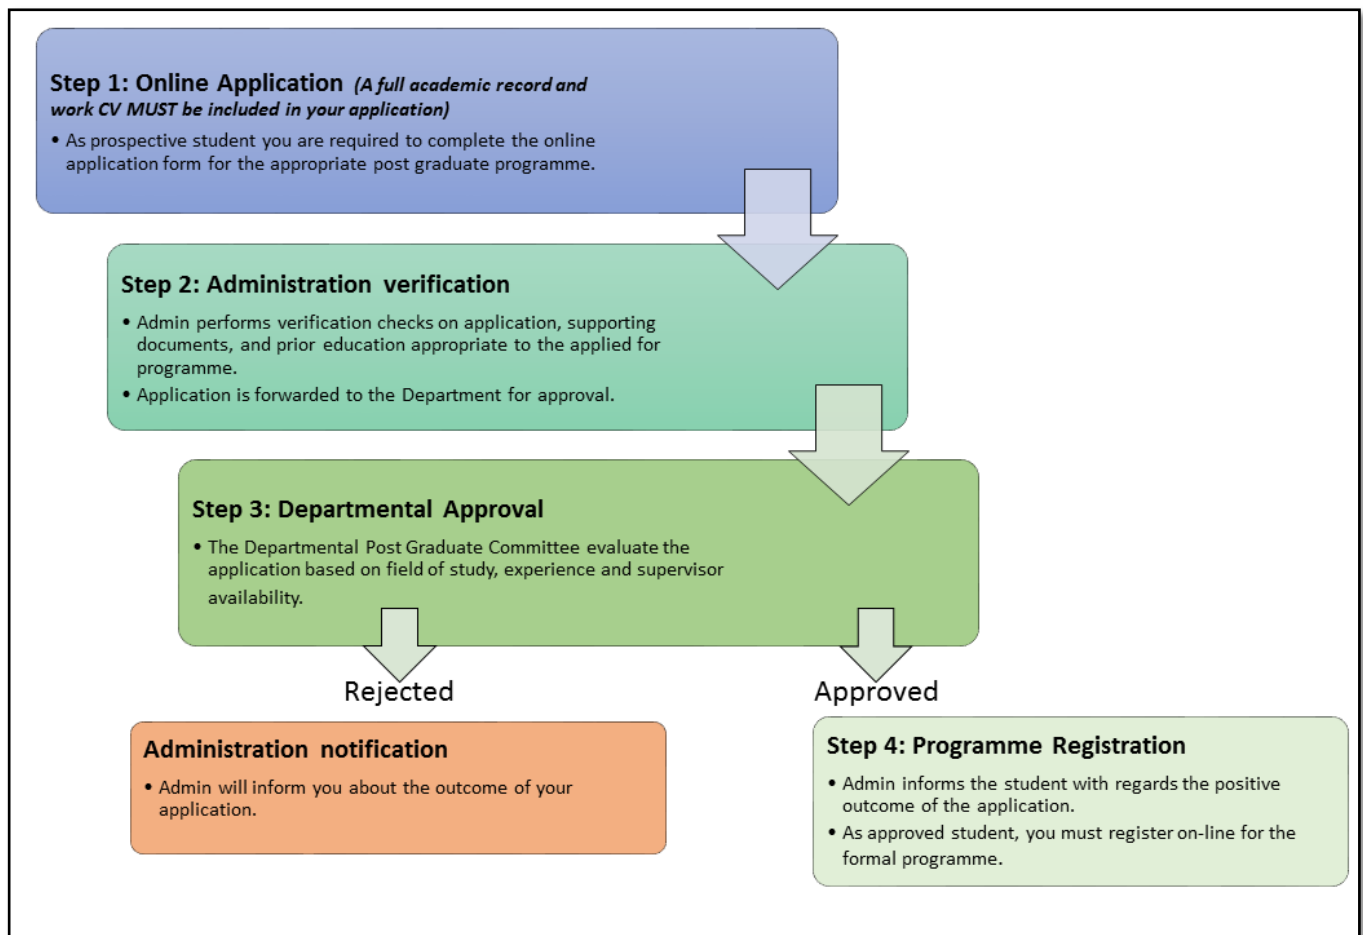 Step 1: Online Application (A full academic record and
work CV MUST be included in your application)
• As prospective student you are required to complete the online
application form for the appropriate post graduate programme.
Step 2: Administration verification
• Admin performs verification checks on application, supporting
documents, and prior education appropriate to the applied for
programme.
• Application is forwarded to the Department for approval.
Step 3: Departmental Approval
• The Departmental Post Graduate Committee evaluate the
application based on field of study, experience and supervisor
availability.
Rejected
Approved
Administration notification
• Admin will inform you about the outcome of your
application.
Step 4: Programme Registration
• Admin informs the student with regards the positive
outcome of the application.
• As approved student, you must register on-line for the
formal programme.